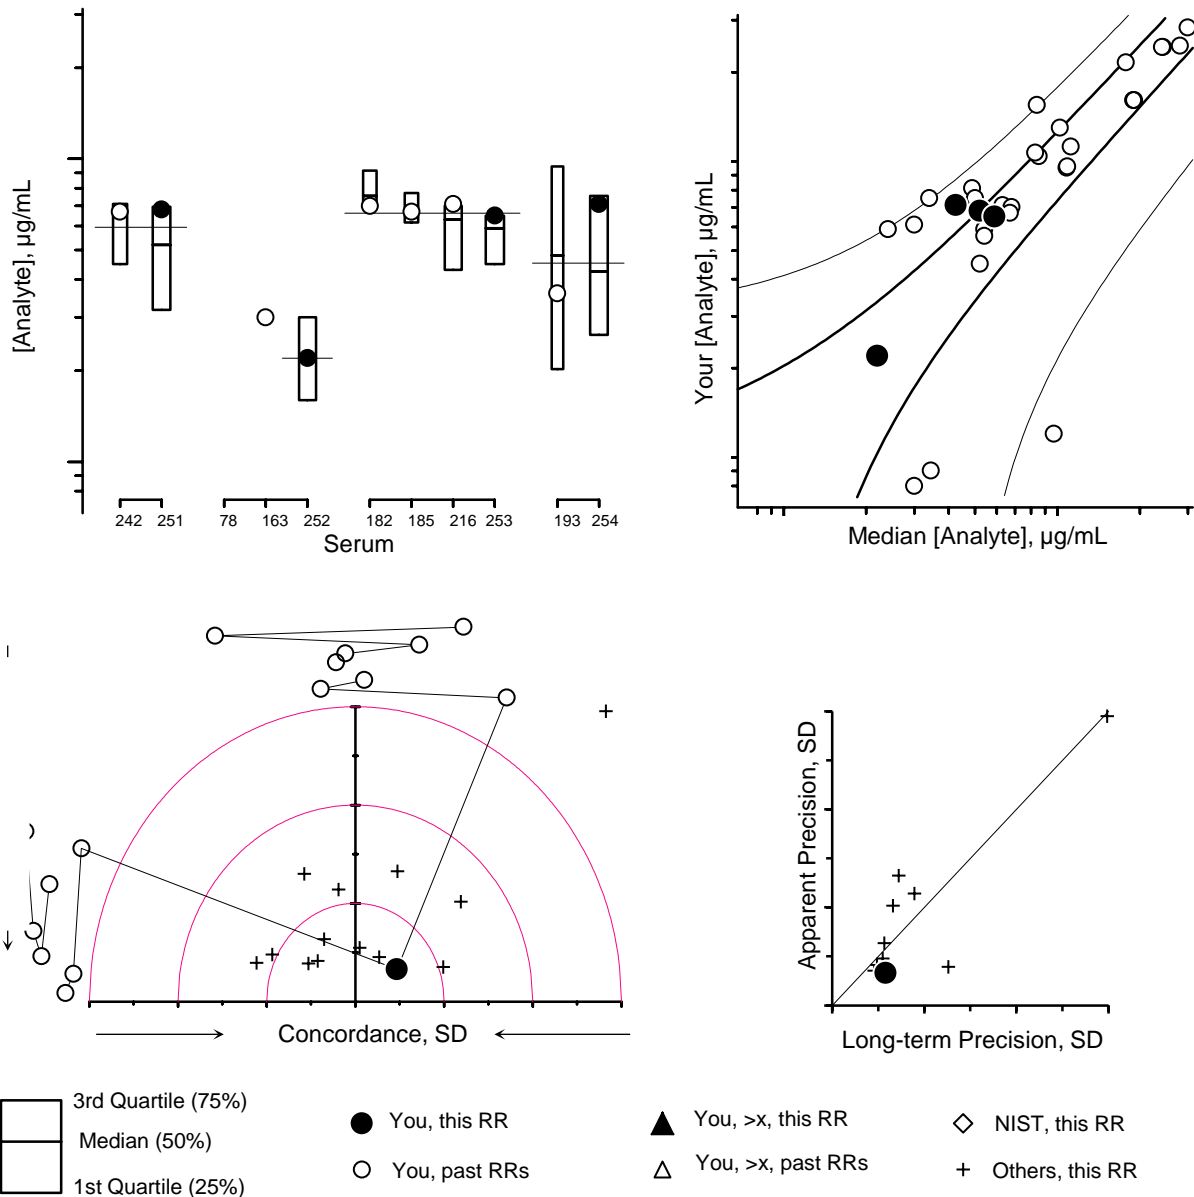 [Analyte], µg/mL
242 251 78 163 252 182 185 216 253 193 254
Serum
Your [Analyte], µg/mL
Median [Analyte], µg/mL
Concordance, SD
Apparent Precision, SD
Long-term Precision, SD
3rd Quartile (75%)
Median (50%)
1st Quartile (25%)
You, this RR
You, past RRs
You, >x, this RR
You, >x, past RRs
NIST, this RR
Others, this RR